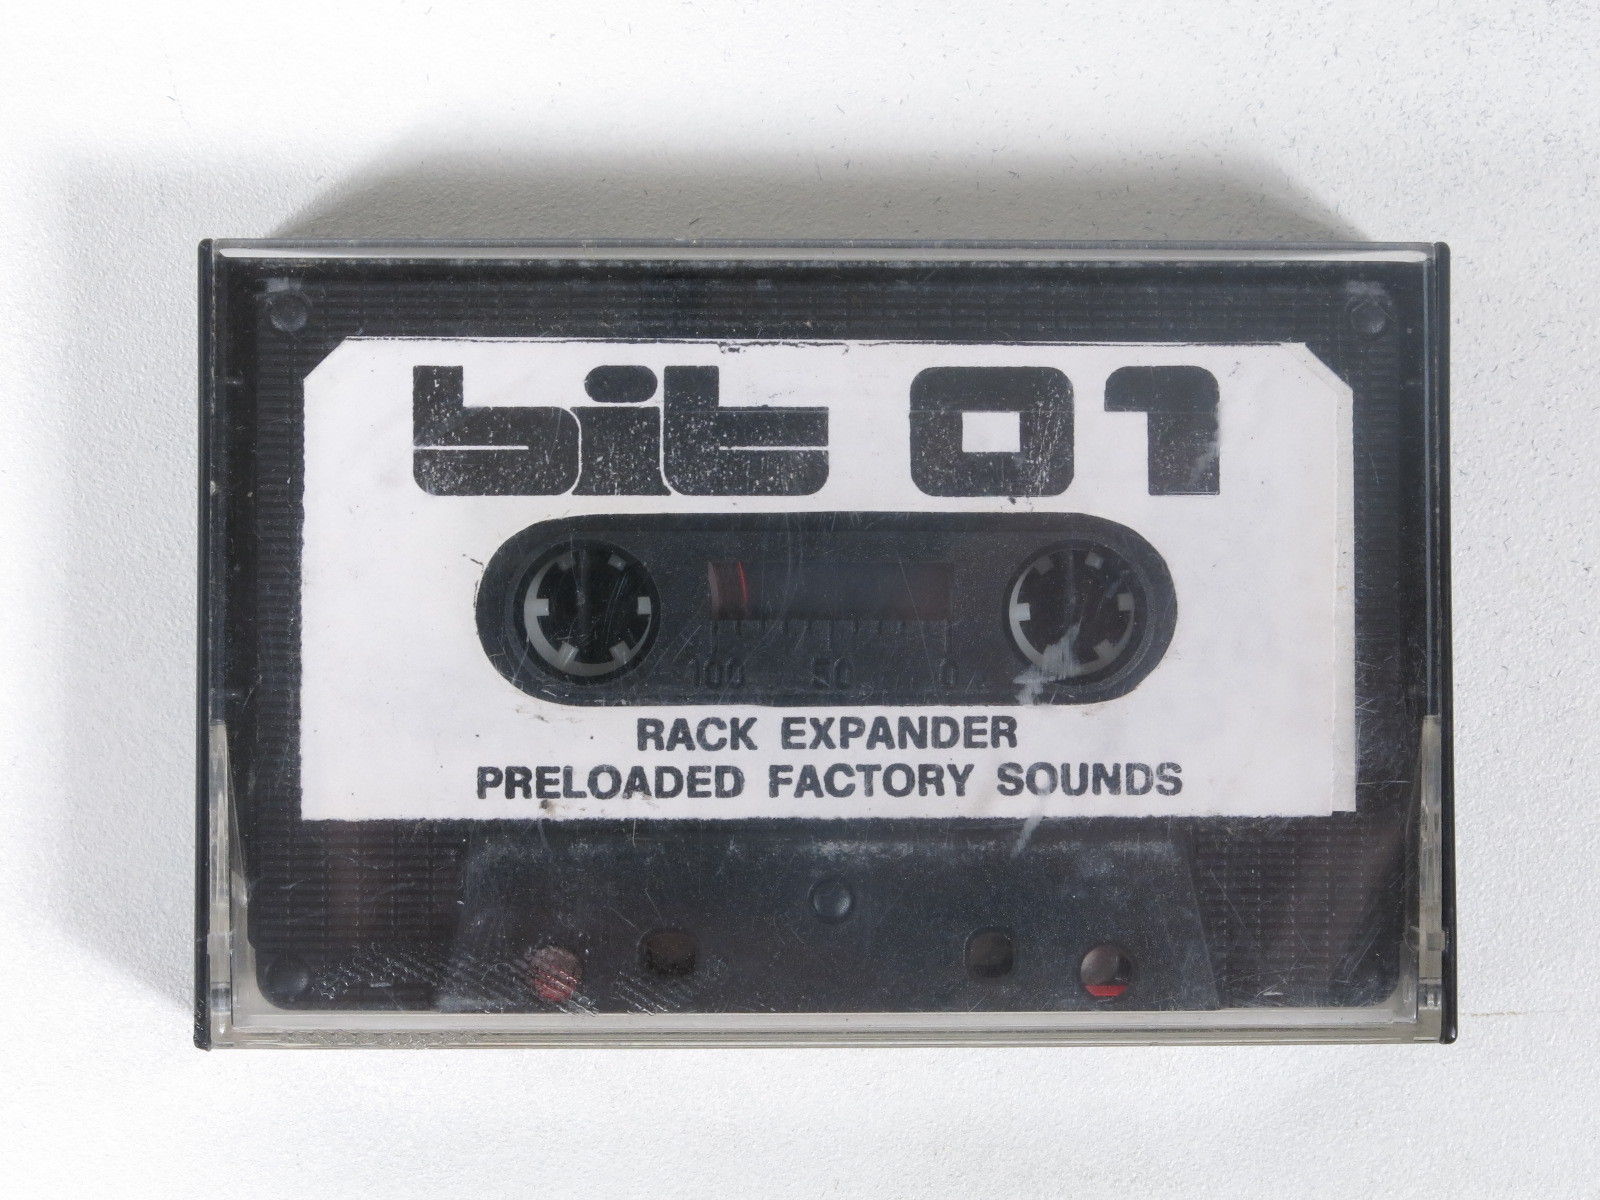 bit 01
100 50 0
RACK EXPANDER
PRELOADED FACTORY SOUNDS